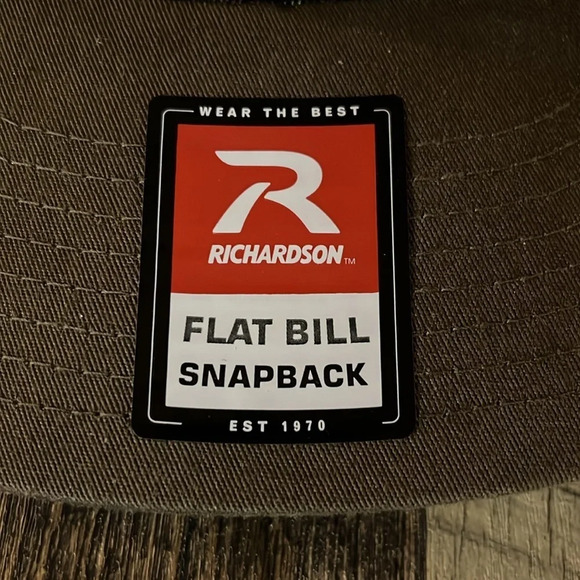 WEAR THE BEST
RICHARDSON™
FLAT BILL
SNAPBACK
EST 1970